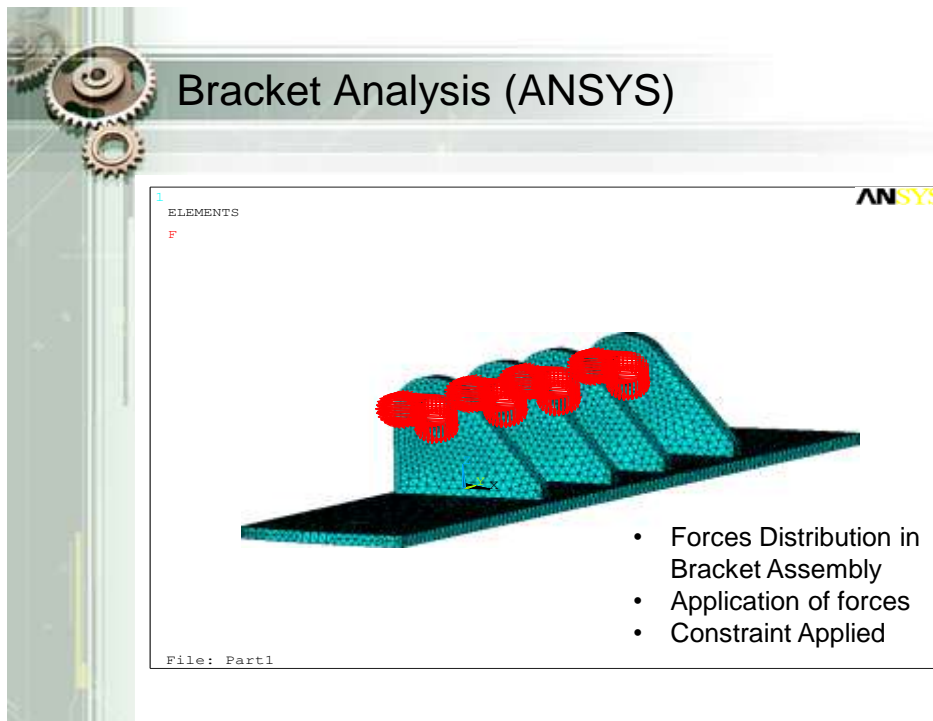 Bracket Analysis (ANSYS)
1
ELEMENTS
F
ANSYS
X
• Forces Distribution in
Bracket Assembly
• Application of forces
• Constraint Applied
File: Part1